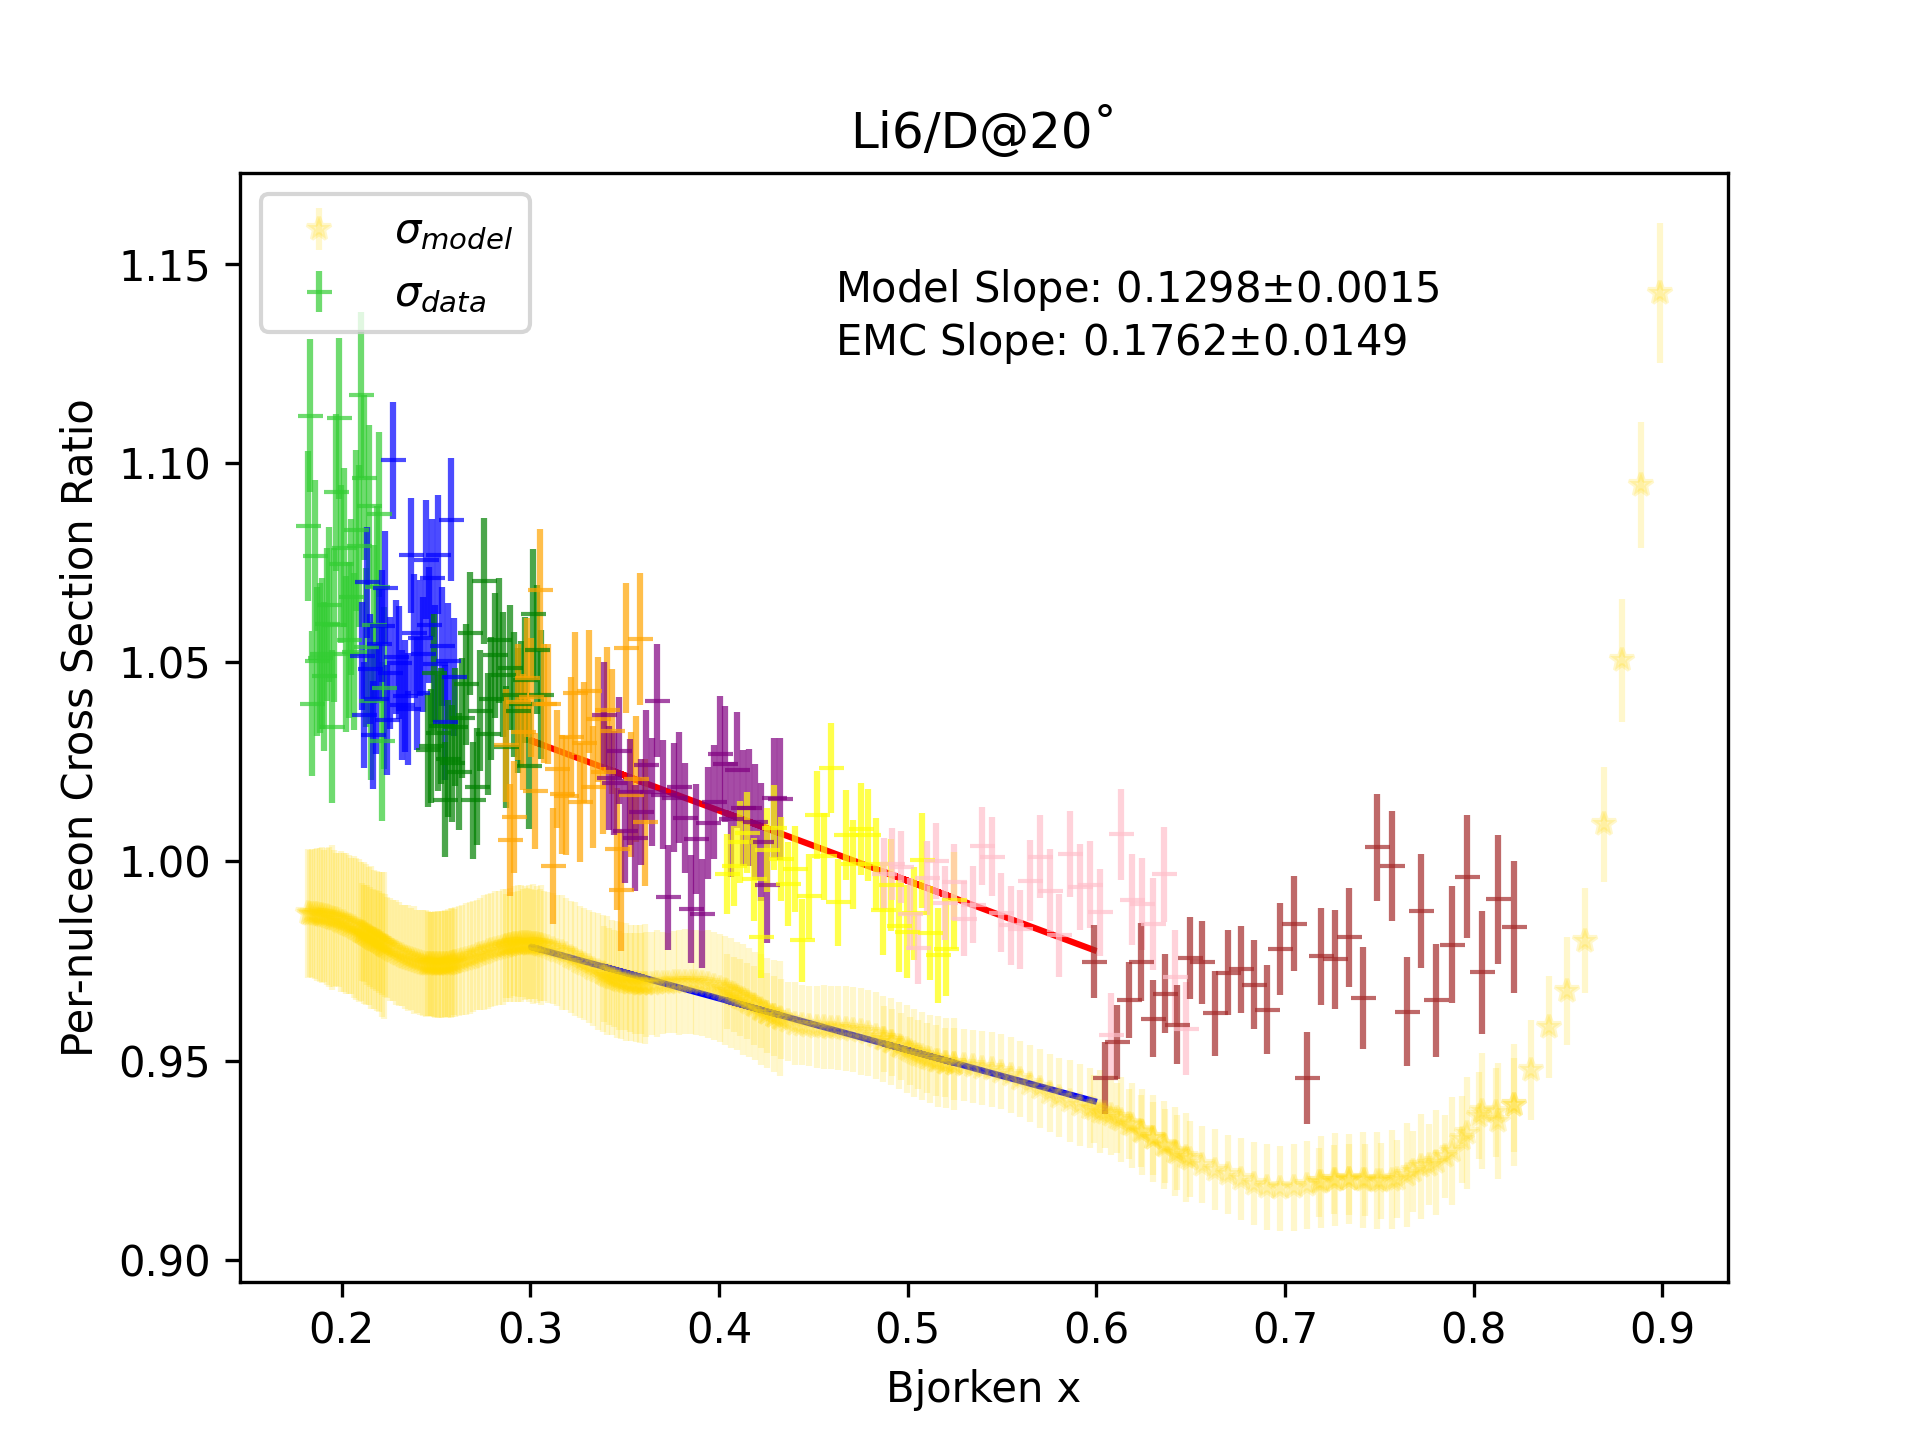 Li6/D@20˚
σmodel
σdata
Model Slope: 0.1298±0.0015
EMC Slope: 0.1762±0.0149
Per-nulceon Cross Section Ratio
1.15
1.10
1.05
1.00
0.95
0.90
0.2 0.3 0.4 0.5 0.6 0.7 0.8 0.9
Bjorken x